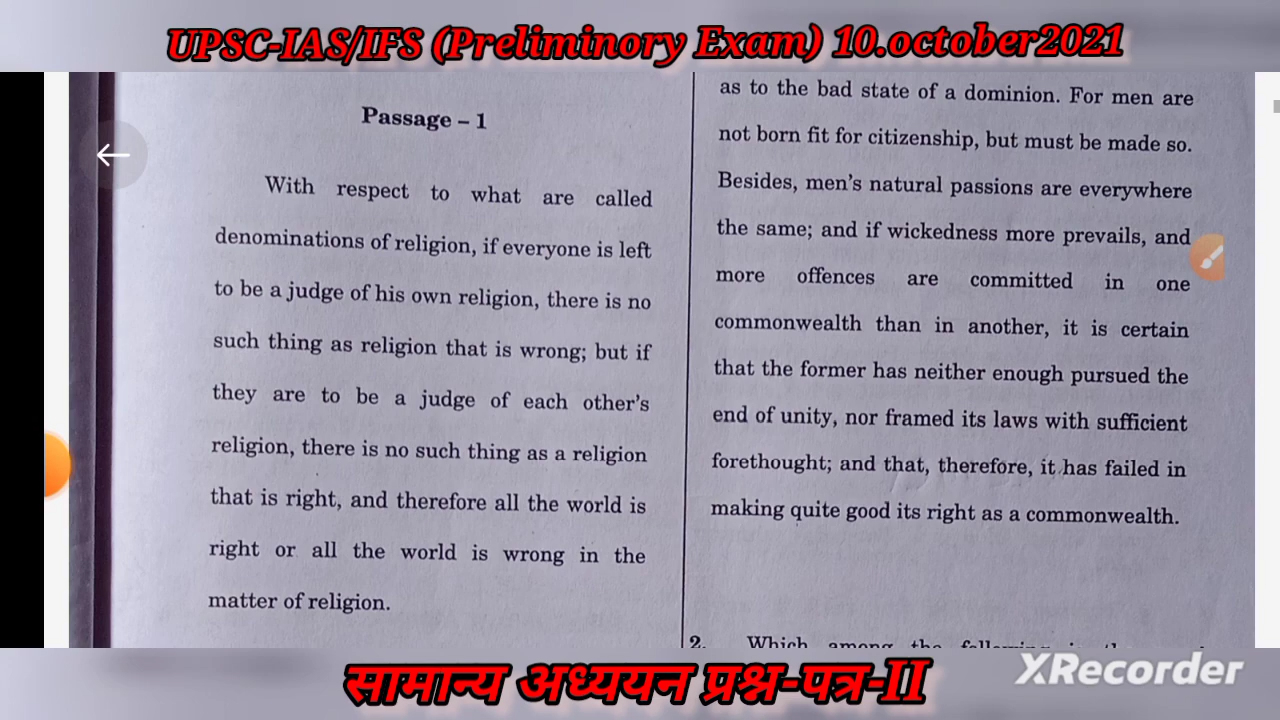 UPSC-IAS/IFS (Preliminory Exam) 10.october2021
Passage – 1
With respect to what are called
denominations of religion, if everyone is left
to be a judge of his own religion, there is no
such thing as religion that is wrong; but if
they are to be a judge of each other's
religion, there is no such thing as a religion
that is right, and therefore all the world is
right or all the world is wrong in the
matter of religion.
as to the bad state of a dominion. For men are
not born fit for citizenship, but must be made so.
Besides, men's natural passions are everywhere
the same; and if wickedness more prevails, and
more offences are committed in one
commonwealth than in another, it is certain
that the former has neither enough pursued the
end of unity, nor framed its laws with sufficient
forethought; and that, therefore, it has failed in
making quite good its right as a commonwealth.
2. Which among the
सामान्य अध्ययन प्रश्न-पत्र-II
XRecorder